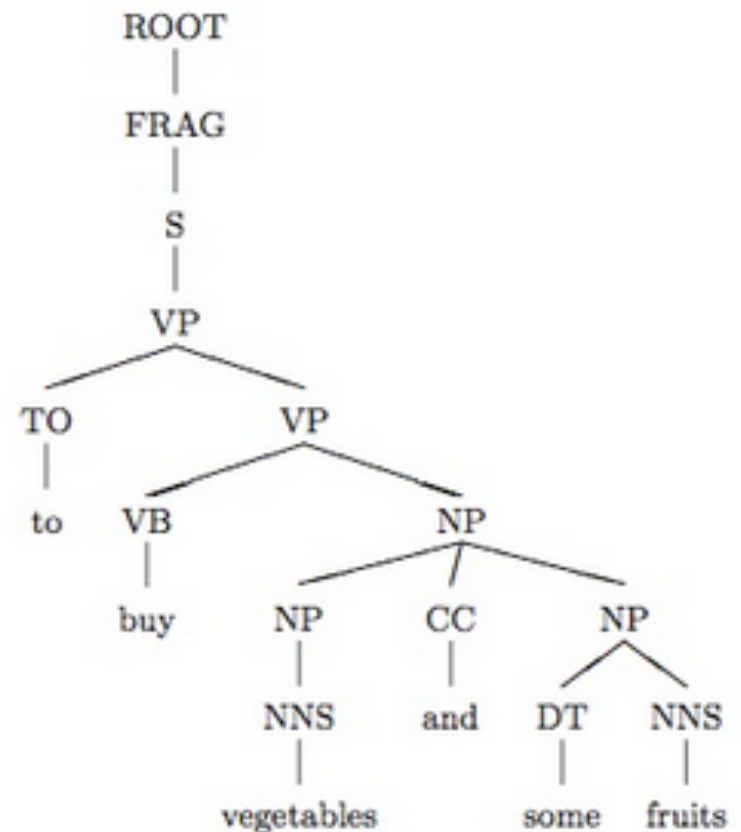 ROOT
FRAG
S
VP
TO VP
to VB NP
buy NP CC NP
NNS and DT NNS
vegetables some fruits